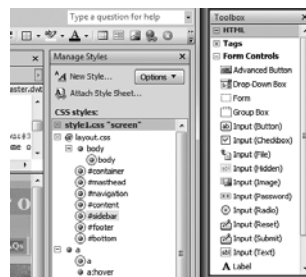 Type a question for help
Manage Styles
New Style...
Options
Attach Style Sheet...
CSS styles:
style1.css "screen"
layout.css
body
body
#container
#masthead
#navigation
#content
#sidebar
#footer
#bottom
a
a
a:hover
Toolbox
HTML
Tags
Form Controls
Advanced Button
Drop-Down Box
Form
Group Box
Input (Button)
Input (Checkbox)
Input (File)
Input (Hidden)
Input (Image)
Input (Password)
Input (Radio)
Input (Reset)
Input (Submit)
Input (Text)
Label